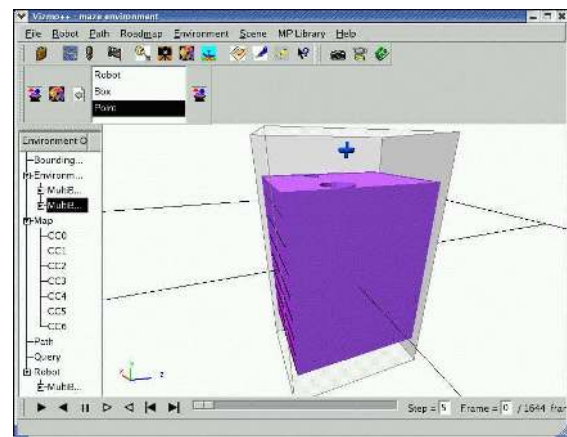 Vizmo++ - maze environment
File Robot Path Roadmap Environment Scene MP Library Help
Robot
Box
Point
Environment O
Bounding...
Environm...
MultiB...
MultiB...
Map
CC0
CC1
CC2
CC3
CC4
CC5
CC6
Path
Query
Robot
MultiB...
Step = 5 Frame = 0 / 1644 fra